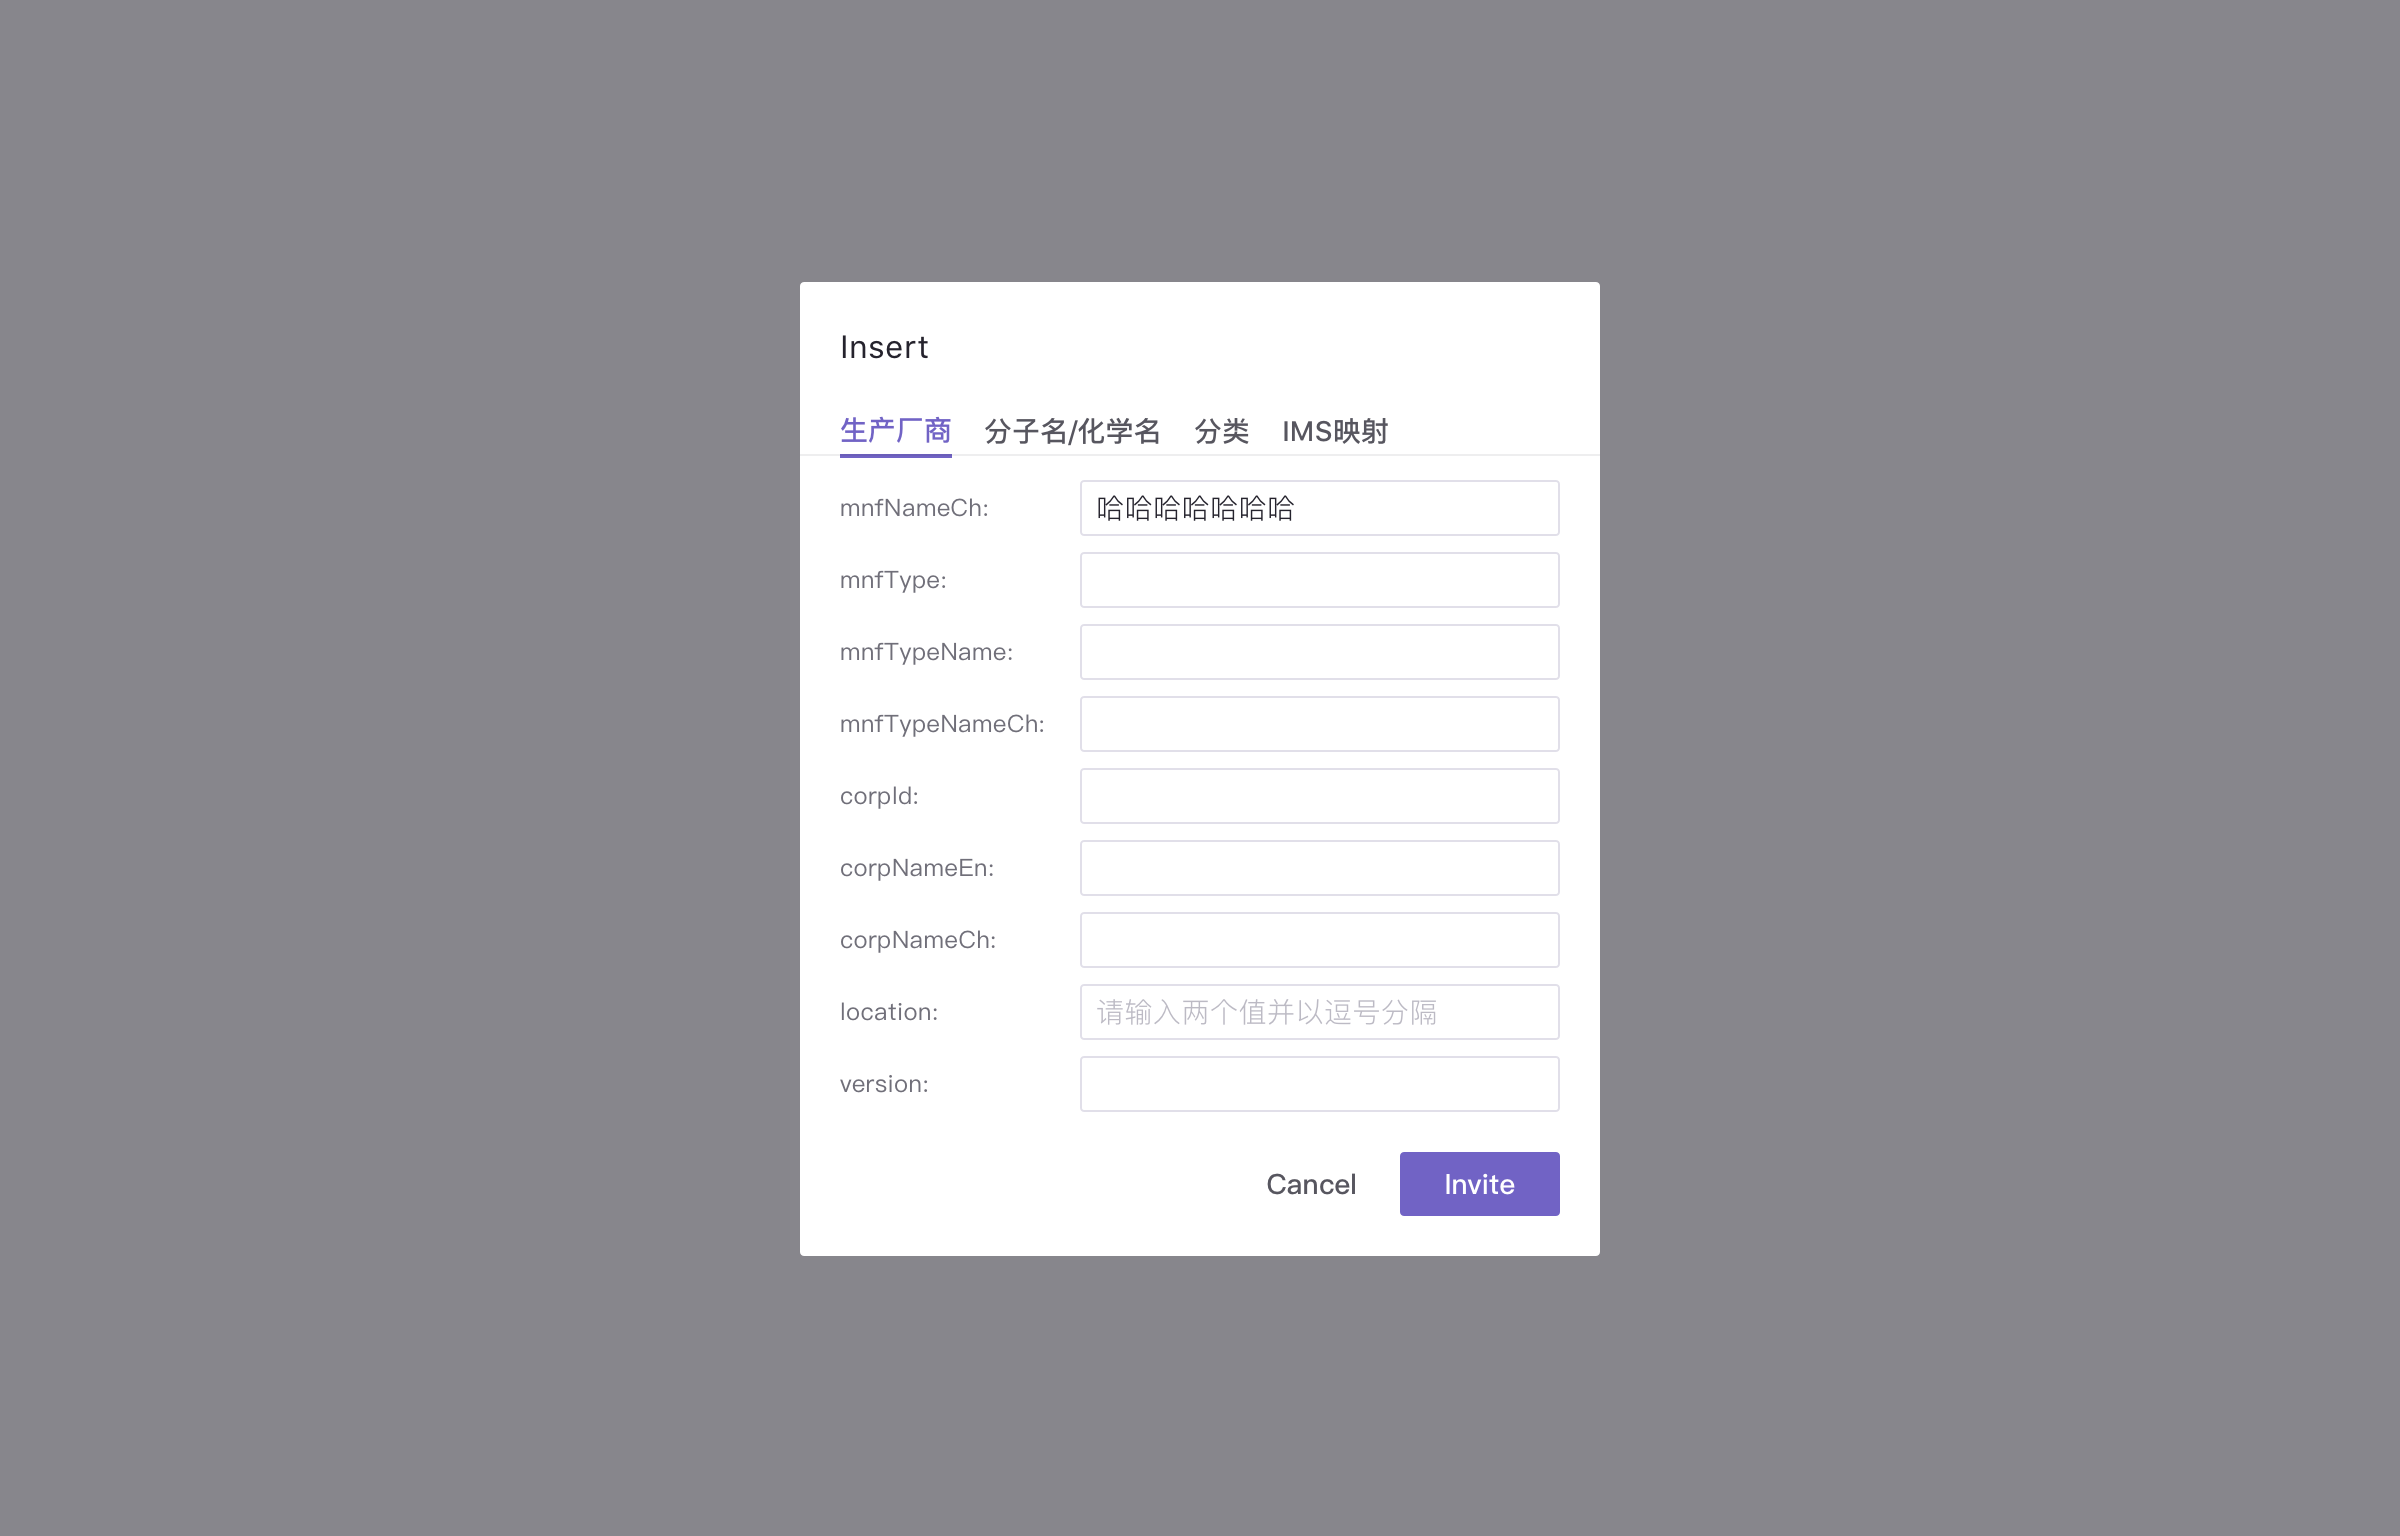 Insert
生产厂商 分子名/化学名 分类 IMS映射
mnfNameCh: 哈哈哈哈哈哈哈
mnfType:
mnfTypeName:
mnfTypeNameCh:
corpId:
corpNameEn:
corpNameCh:
location: 请输入两个值并以逗号分隔
version:
Cancel Invite